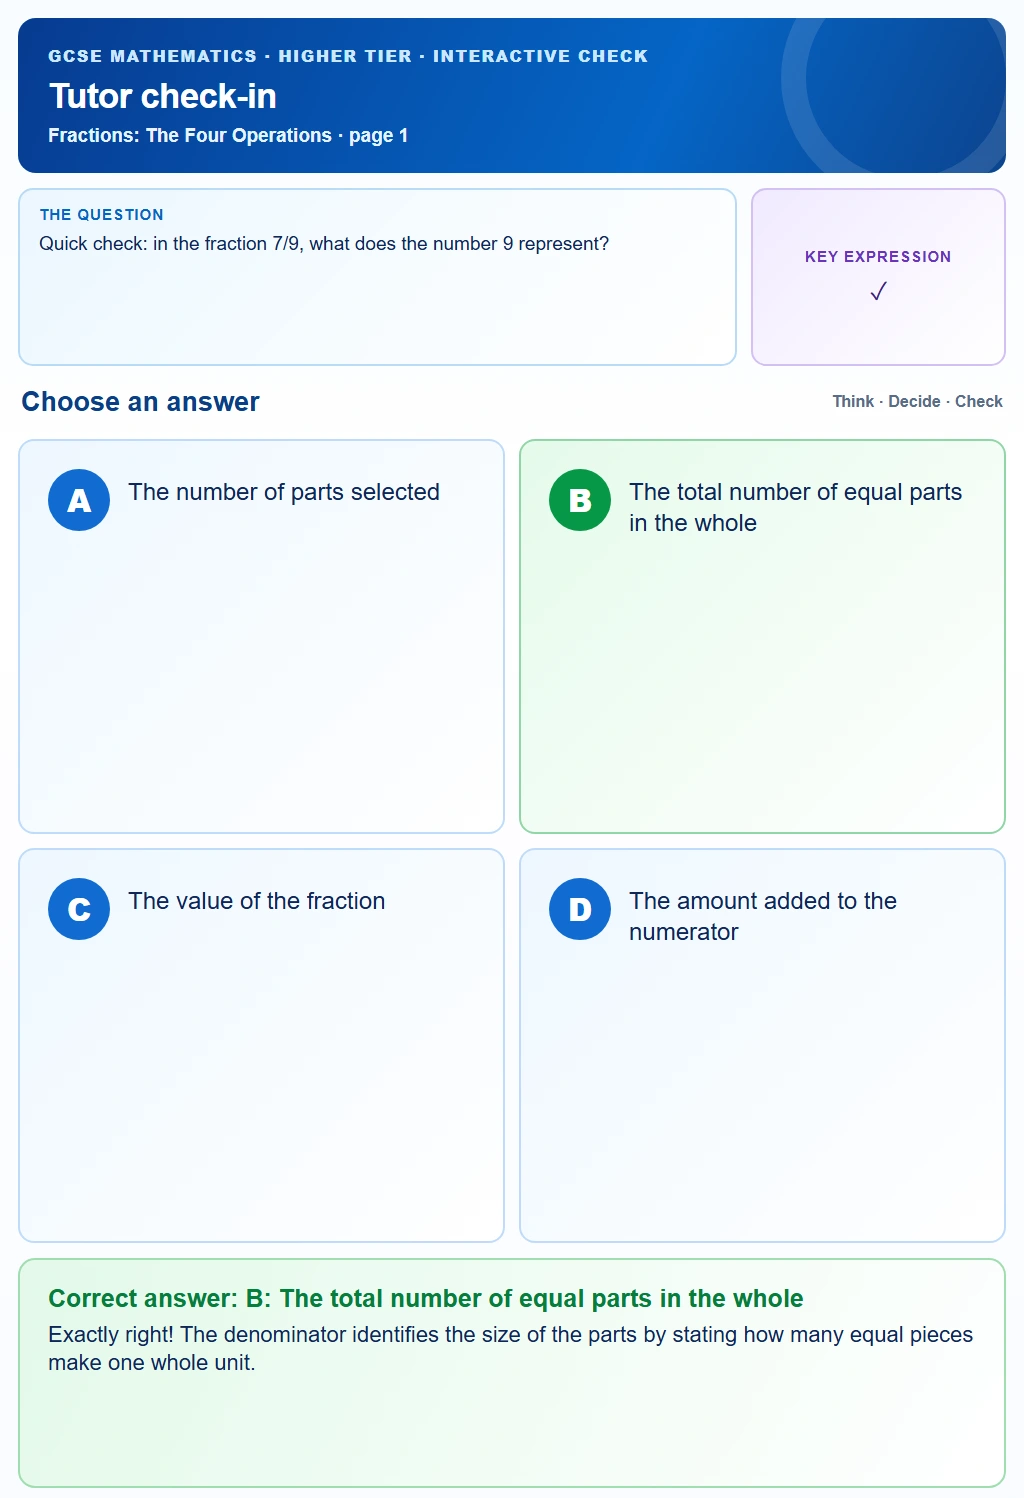 GCSE MATHEMATICS · HIGHER TIER · INTERACTIVE CHECK
Tutor check-in
Fractions: The Four Operations · page 1
THE QUESTION
Quick check: in the fraction 7/9, what does the number 9 represent?
KEY EXPRESSION
✓
Choose an answer
Think · Decide · Check
A
The number of parts selected
B
The total number of equal parts
in the whole
C
The value of the fraction
D
The amount added to the
numerator
Correct answer: B: The total number of equal parts in the whole
Exactly right! The denominator identifies the size of the parts by stating how many equal pieces
make one whole unit.